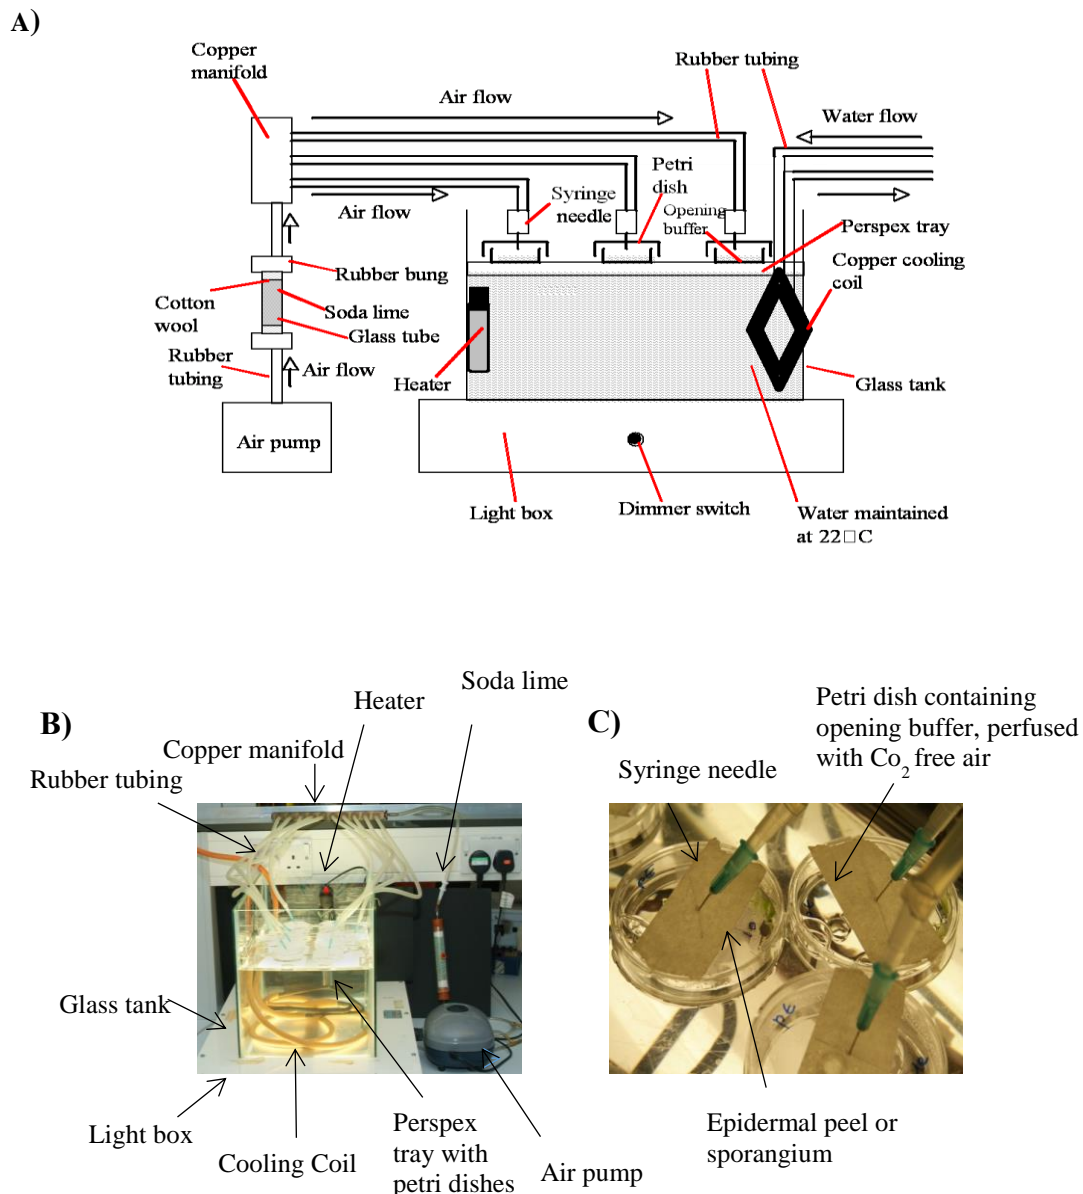 A)
Copper
manifold
Rubber tubing
Air flow
Water flow
Petri
dish
Syringe
needle
Opening
buffer
Air flow
Perspex tray
Rubber bung
Copper cooling
coil
Cotton
wool
Soda lime
Glass tube
Rubber
tubing
Air flow
Heater
Glass tank
Air pump
Light box
Dimmer switch
Water maintained
at 22□C
B)
Heater
Soda lime
Copper manifold
Rubber tubing
Glass tank
Light box
Cooling Coil
Perspex
tray with
petri dishes
Air pump
C)
Petri dish containing
opening buffer, perfused
with Co2 free air
Syringe needle
Epidermal peel or
sporangium